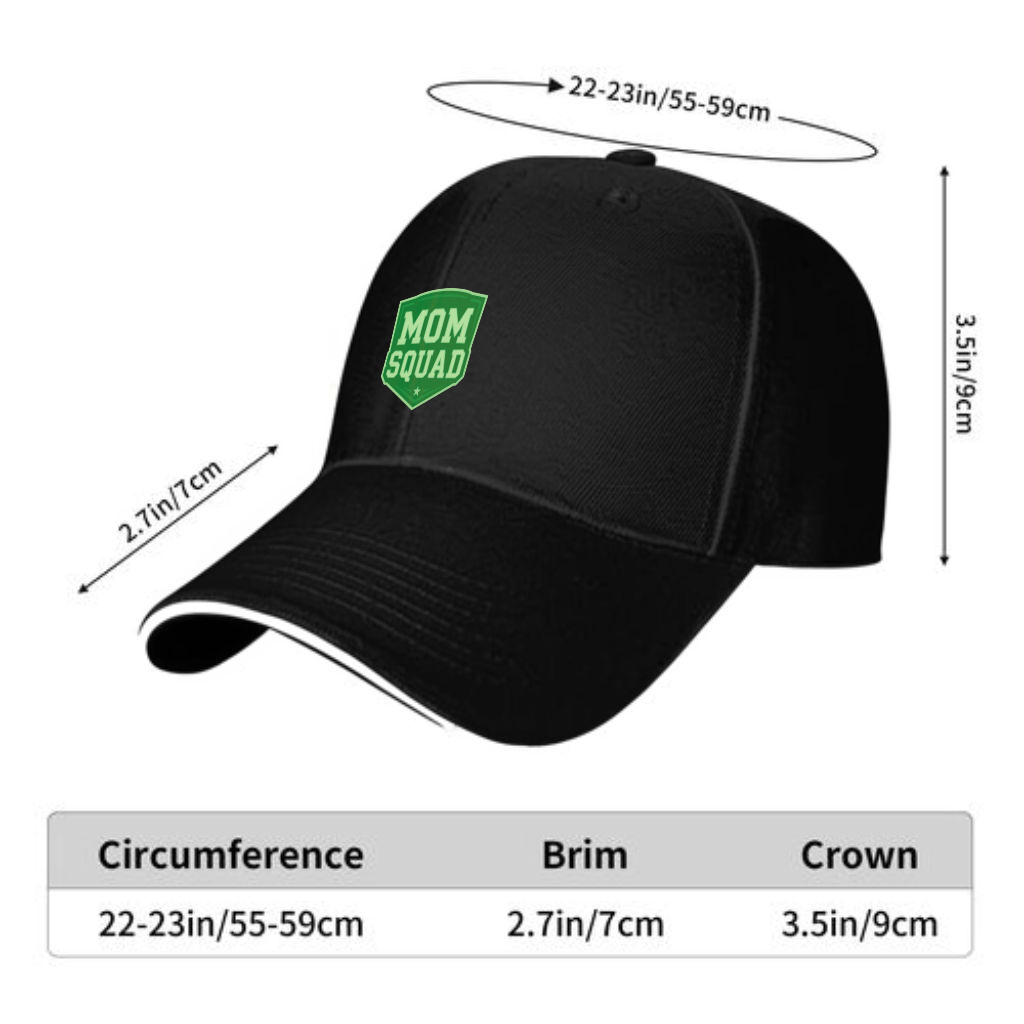 22-23in/55-59cm
MOM
SQUAD
3.5in/9cm
2.7in/7cm
Circumference Brim Crown
22-23in/55-59cm 2.7in/7cm 3.5in/9cm